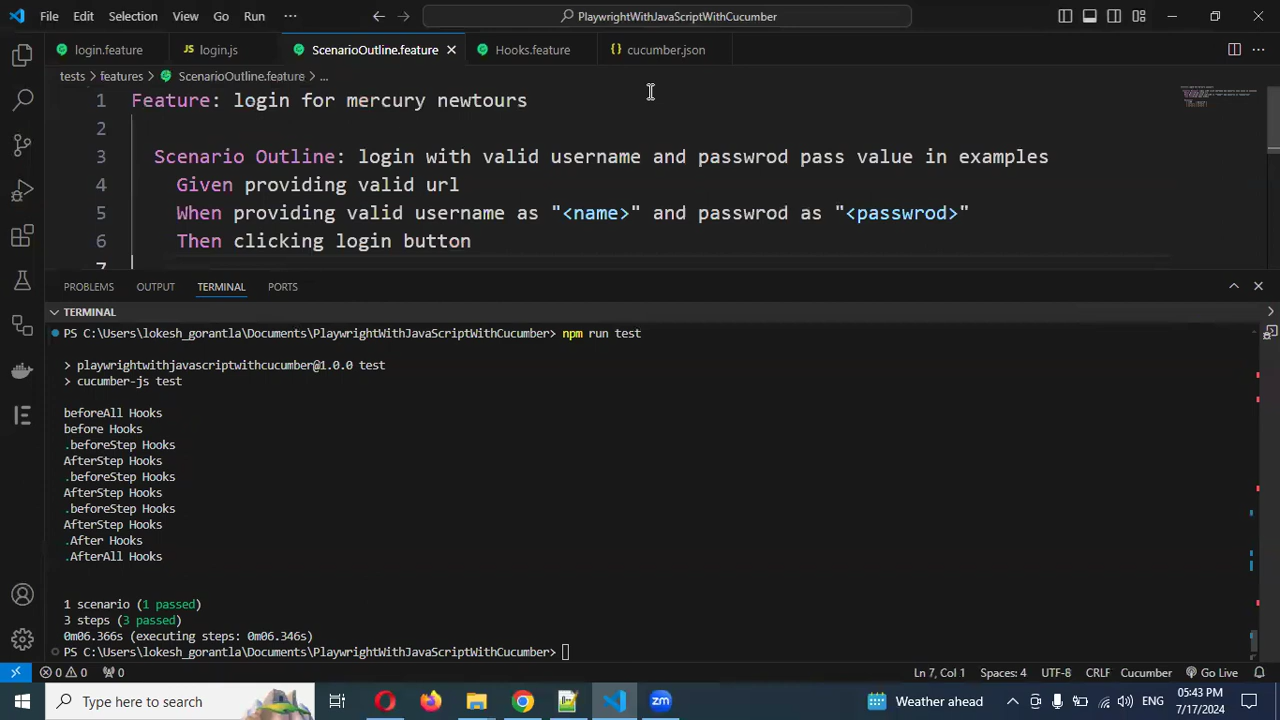 File Edit Selection View Go Run ··· PlaywrightWithJavaScriptWithCucumber
login.feature JS login.js ScenarioOutline.feature Hooks.feature {} cucumber.json
tests > features > ScenarioOutline.feature > ...
1 Feature: login for mercury newtours
2
3 Scenario Outline: login with valid username and passwrod pass value in examples
4 Given providing valid url
5 When providing valid username as "<name>" and passwrod as "<passwrod>"
6 Then clicking login button
7
PROBLEMS OUTPUT TERMINAL PORTS
TERMINAL
PS C:\Users\lokesh_gorantla\Documents\PlaywrightWithJavaScriptWithCucumber> npm run test
> playwrightwithjavascriptwithcucumber@1.0.0 test
> cucumber-js test
beforeAll Hooks
before Hooks
.beforeStep Hooks
AfterStep Hooks
.beforeStep Hooks
AfterStep Hooks
.beforeStep Hooks
AfterStep Hooks
.After Hooks
.AfterAll Hooks
1 scenario (1 passed)
3 steps (3 passed)
0m06.366s (executing steps: 0m06.346s)
PS C:\Users\lokesh_gorantla\Documents\PlaywrightWithJavaScriptWithCucumber>
0 0 0 Ln 7, Col 1 Spaces: 4 UTF-8 CRLF Cucumber Go Live
Type here to search zm Weather ahead ENG 05:43 PM
7/17/2024